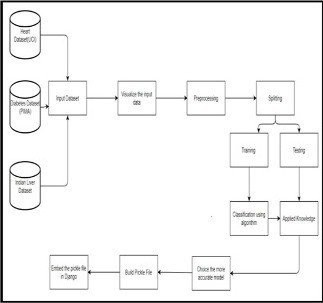 Heart
Dataset(UCI)
Diabetes Dataset
(PIMA)
Indian Liver
Dataset
Input Dataset
Visualize the input
data
Preprocessing
Splitting
Training
Testing
Classification using
algorithm
Applied Knowledge
Choice the more
accurate model
Build Pickle File
Embed the pickle file
in Django